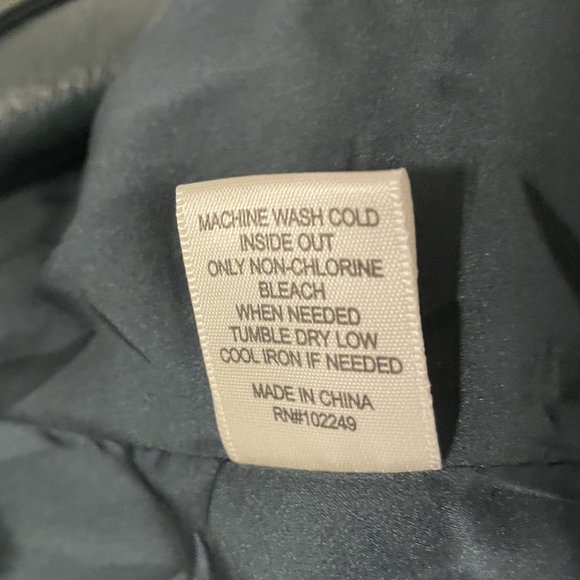 MACHINE WASH COLD
INSIDE OUT
ONLY NON-CHLORINE
BLEACH
WHEN NEEDED
TUMBLE DRY LOW
COOL IRON IF NEEDED
MADE IN CHINA
RN#102249